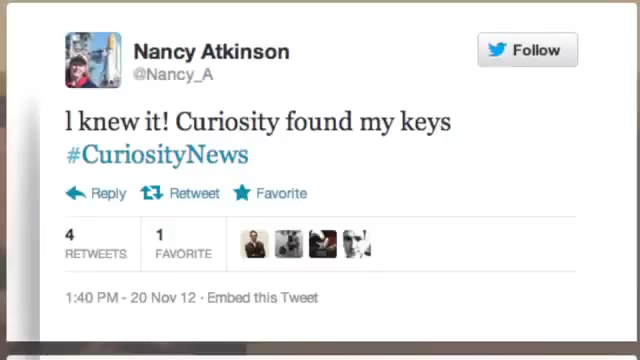 Nancy Atkinson
@Nancy_A
Follow
I knew it! Curiosity found my keys
#CuriosityNews
Reply Retweet Favorite
4 1
RETWEETS FAVORITE
1:40 PM - 20 Nov 12 · Embed this Tweet